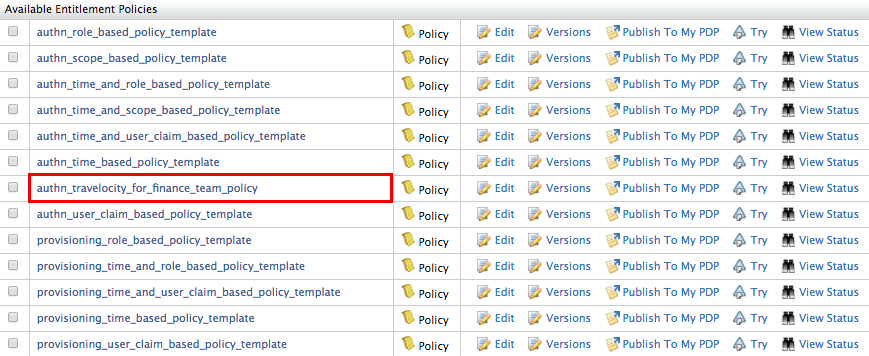 Available Entitlement Policies
authn_role_based_policy_template Policy Edit Versions Publish To My PDP Try View Status
authn_scope_based_policy_template Policy Edit Versions Publish To My PDP Try View Status
authn_time_and_role_based_policy_template Policy Edit Versions Publish To My PDP Try View Status
authn_time_and_scope_based_policy_template Policy Edit Versions Publish To My PDP Try View Status
authn_time_and_user_claim_based_policy_template Policy Edit Versions Publish To My PDP Try View Status
authn_time_based_policy_template Policy Edit Versions Publish To My PDP Try View Status
authn_travelocity_for_finance_team_policy Policy Edit Versions Publish To My PDP Try View Status
authn_user_claim_based_policy_template Policy Edit Versions Publish To My PDP Try View Status
provisioning_role_based_policy_template Policy Edit Versions Publish To My PDP Try View Status
provisioning_time_and_role_based_policy_template Policy Edit Versions Publish To My PDP Try View Status
provisioning_time_and_user_claim_based_policy_template Policy Edit Versions Publish To My PDP Try View Status
provisioning_time_based_policy_template Policy Edit Versions Publish To My PDP Try View Status
provisioning_user_claim_based_policy_template Policy Edit Versions Publish To My PDP Try View Status